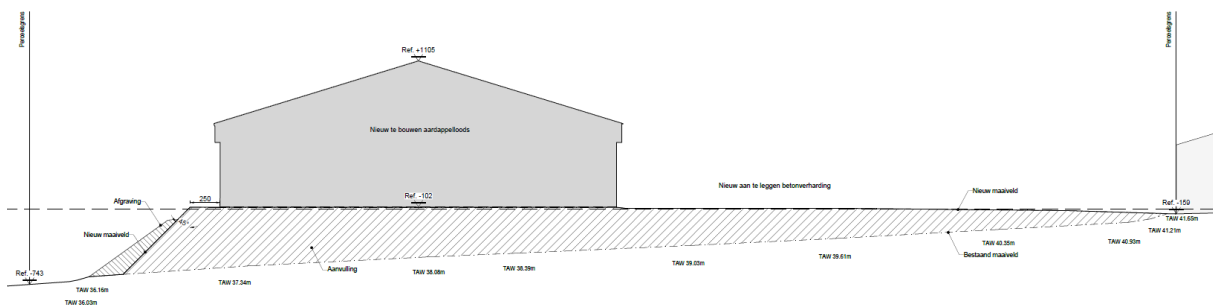 Perceelsgrens
Perceelsgrens
Ref. +1105
Nieuw te bouwen aardappelloods
Nieuw aan te leggen betonverharding
Nieuw maaiveld
Afgraving
250
Ref. -102
Ref. -159
45°
TAW 41.65m
Nieuw maaiveld
TAW 41.21m
TAW 40.93m
TAW 40.35m
Bestaand maaiveld
TAW 39.61m
TAW 39.03m
Ref. -743
Aanvulling
TAW 38.08m
TAW 38.39m
TAW 37.34m
TAW 36.16m
TAW 36.03m